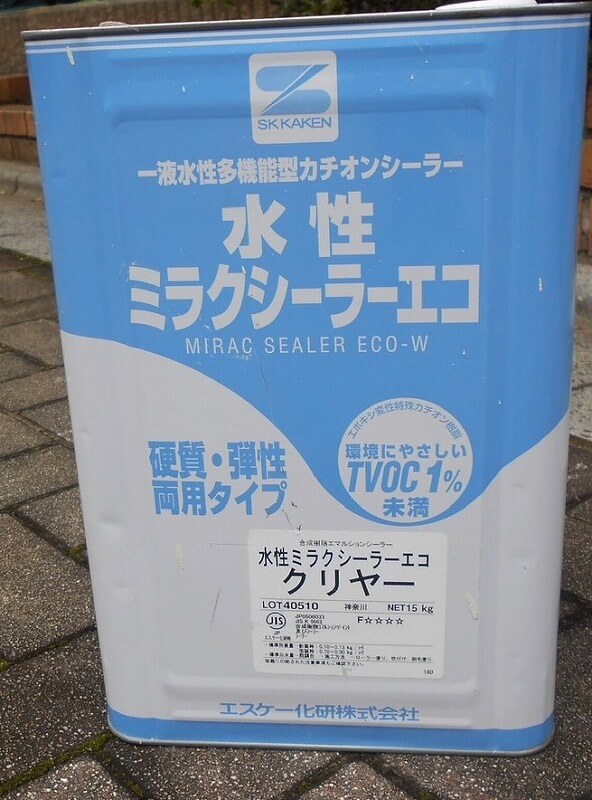 SK KAKEN
一液水性多機能型カチオンシーラー
水性
ミラクシーラーエコ
MIRAC SEALER ECO-W
エポキシ変性特殊カチオン樹脂
環境にやさしい
TVOC 1%
未満
硬質・弾性
両用タイプ
合成樹脂エマルションシーラー
水性ミラクシーラーエコ
クリヤー
LOT40510 神奈川 NET15 kg
F☆☆☆☆
JIS
JIS K 5663
エスケー化研株式会社